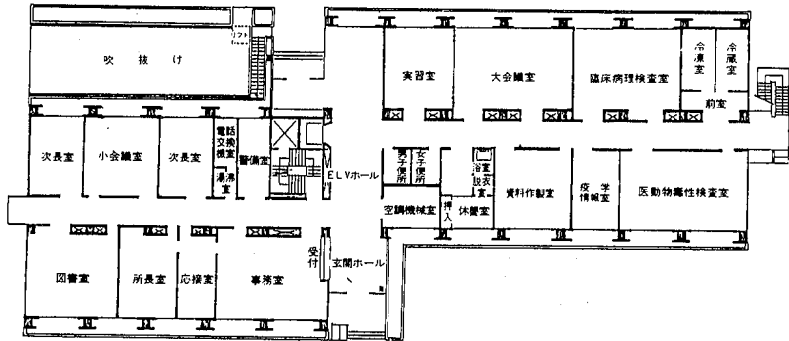 リフト
吹抜け
実習室
大会議室
臨床病理検査室
冷凍室
冷蔵室
前室
次長室
小会議室
次長室
電話交換機室
湯沸室
警備室
ELVホール
男子便所
女子便所
浴室
脱衣室
資料作製室
疫学情報室
医動物毒性検査室
空調機械室
押入
休養室
図書室
所長室
応接室
事務室
受付
玄関ホール